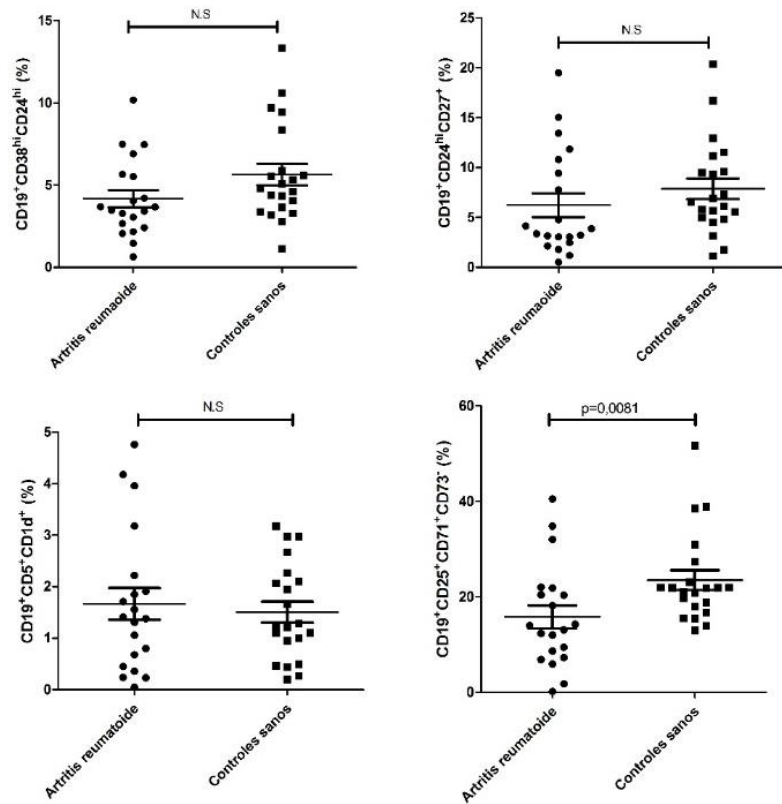 N.S
15
10
5
0
CD19⁺CD38ʰⁱCD24ʰⁱ (%)
Artritis reumaoide
Controles sanos
N.S
25
20
15
10
5
0
CD19⁺CD24ʰⁱCD27⁺ (%)
Artritis reumaoide
Controles sanos
N.S
5
4
3
2
1
0
CD19⁺CD5⁺CD1d⁺ (%)
Artritis reumatoide
Controles sanos
p=0,0081
60
40
20
0
CD19⁺CD25⁺CD71⁺CD73⁻ (%)
Artritis reumatoide
Controles sanos